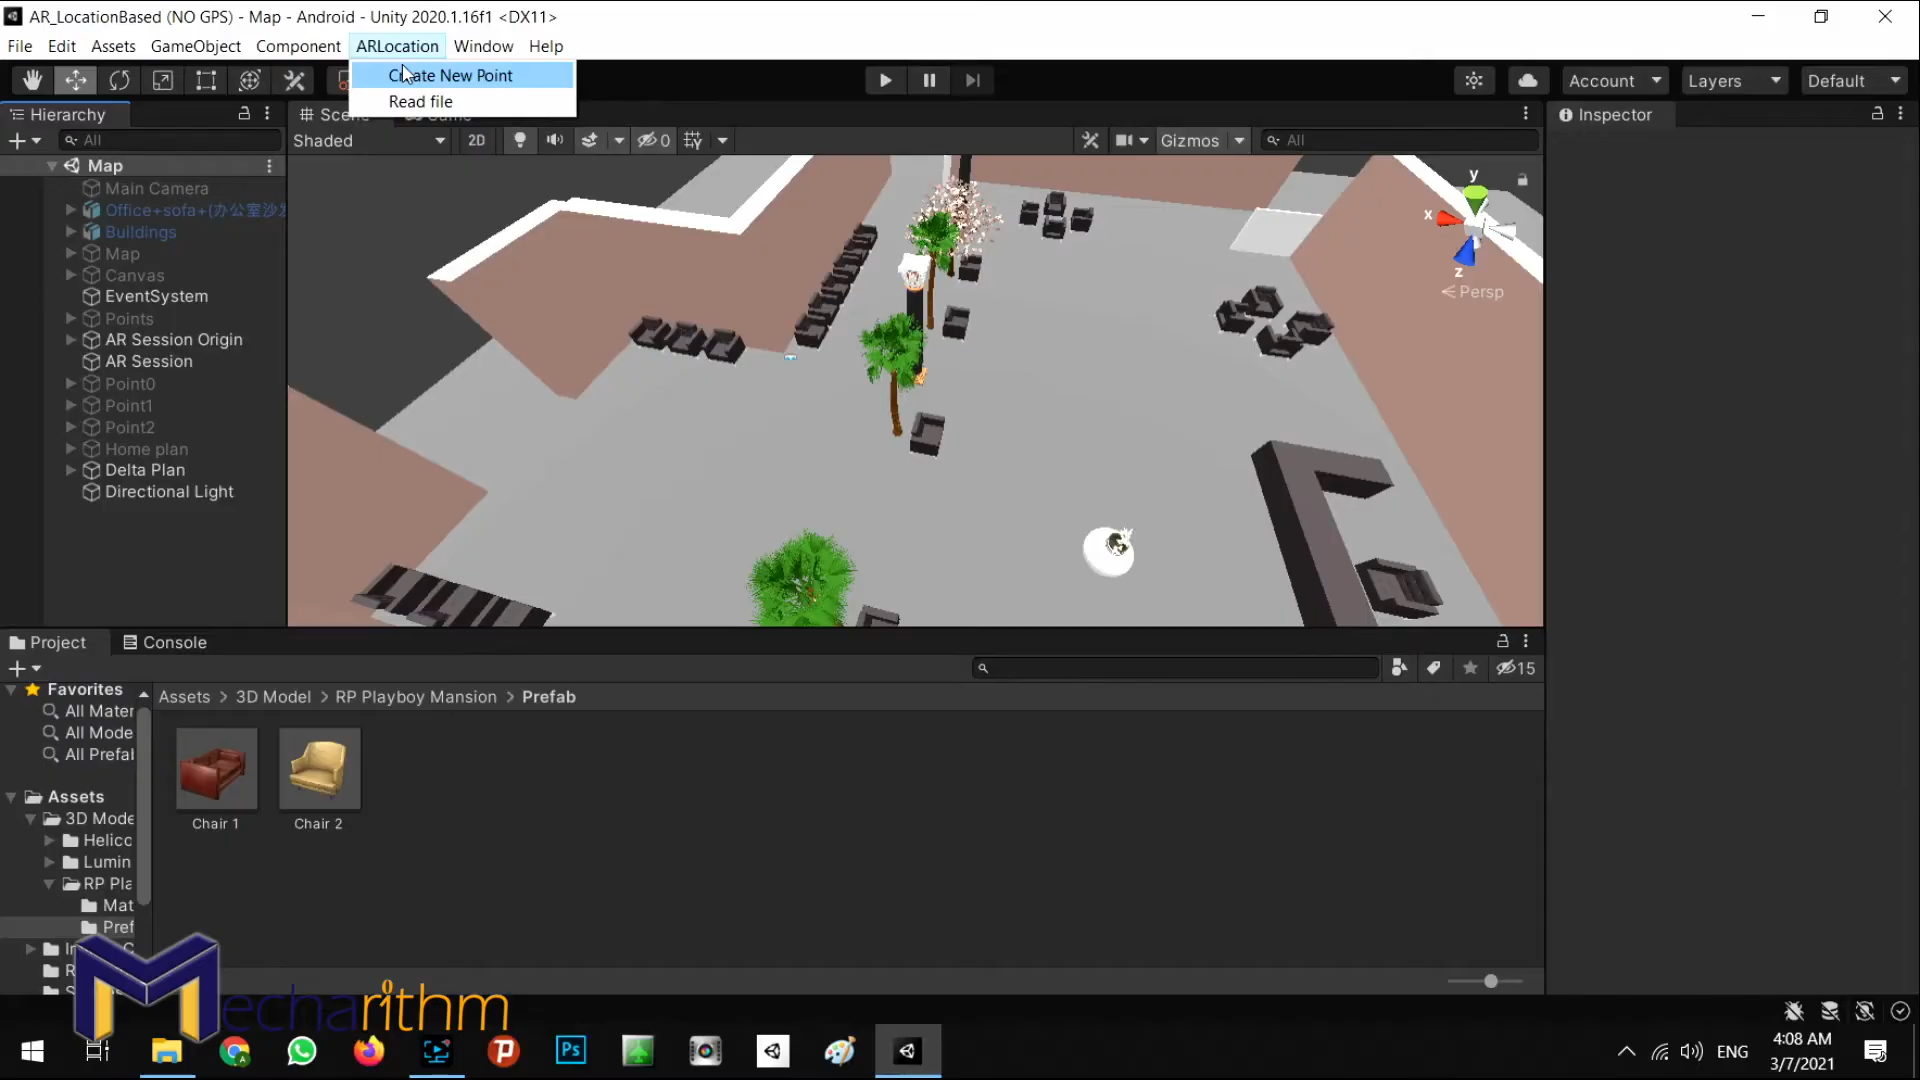 AR_LocationBased (NO GPS) - Map - Android - Unity 2020.1.16f1 <DX11>
File Edit Assets GameObject Component ARLocation Window Help
Create New Point
Read file
Account Layers Default
Hierarchy
Scene
Game
Inspector
All
Shaded 2D 0 Gizmos All
Map
Main Camera
Office+sofa+(办公室沙发
Buildings
Map
Canvas
EventSystem
Points
AR Session Origin
AR Session
Point0
Point1
Point2
Home plan
Delta Plan
Directional Light
y
x
z
Persp
Project Console
15
Favorites
All Mater
All Mode
All Prefal
Assets
3D Mode
Helico
Lumin
RP Pla
Mat
Pref
Assets > 3D Model > RP Playboy Mansion > Prefab
Chair 1 Chair 2
Mecharithm
Ps
ENG
4:08 AM
3/7/2021